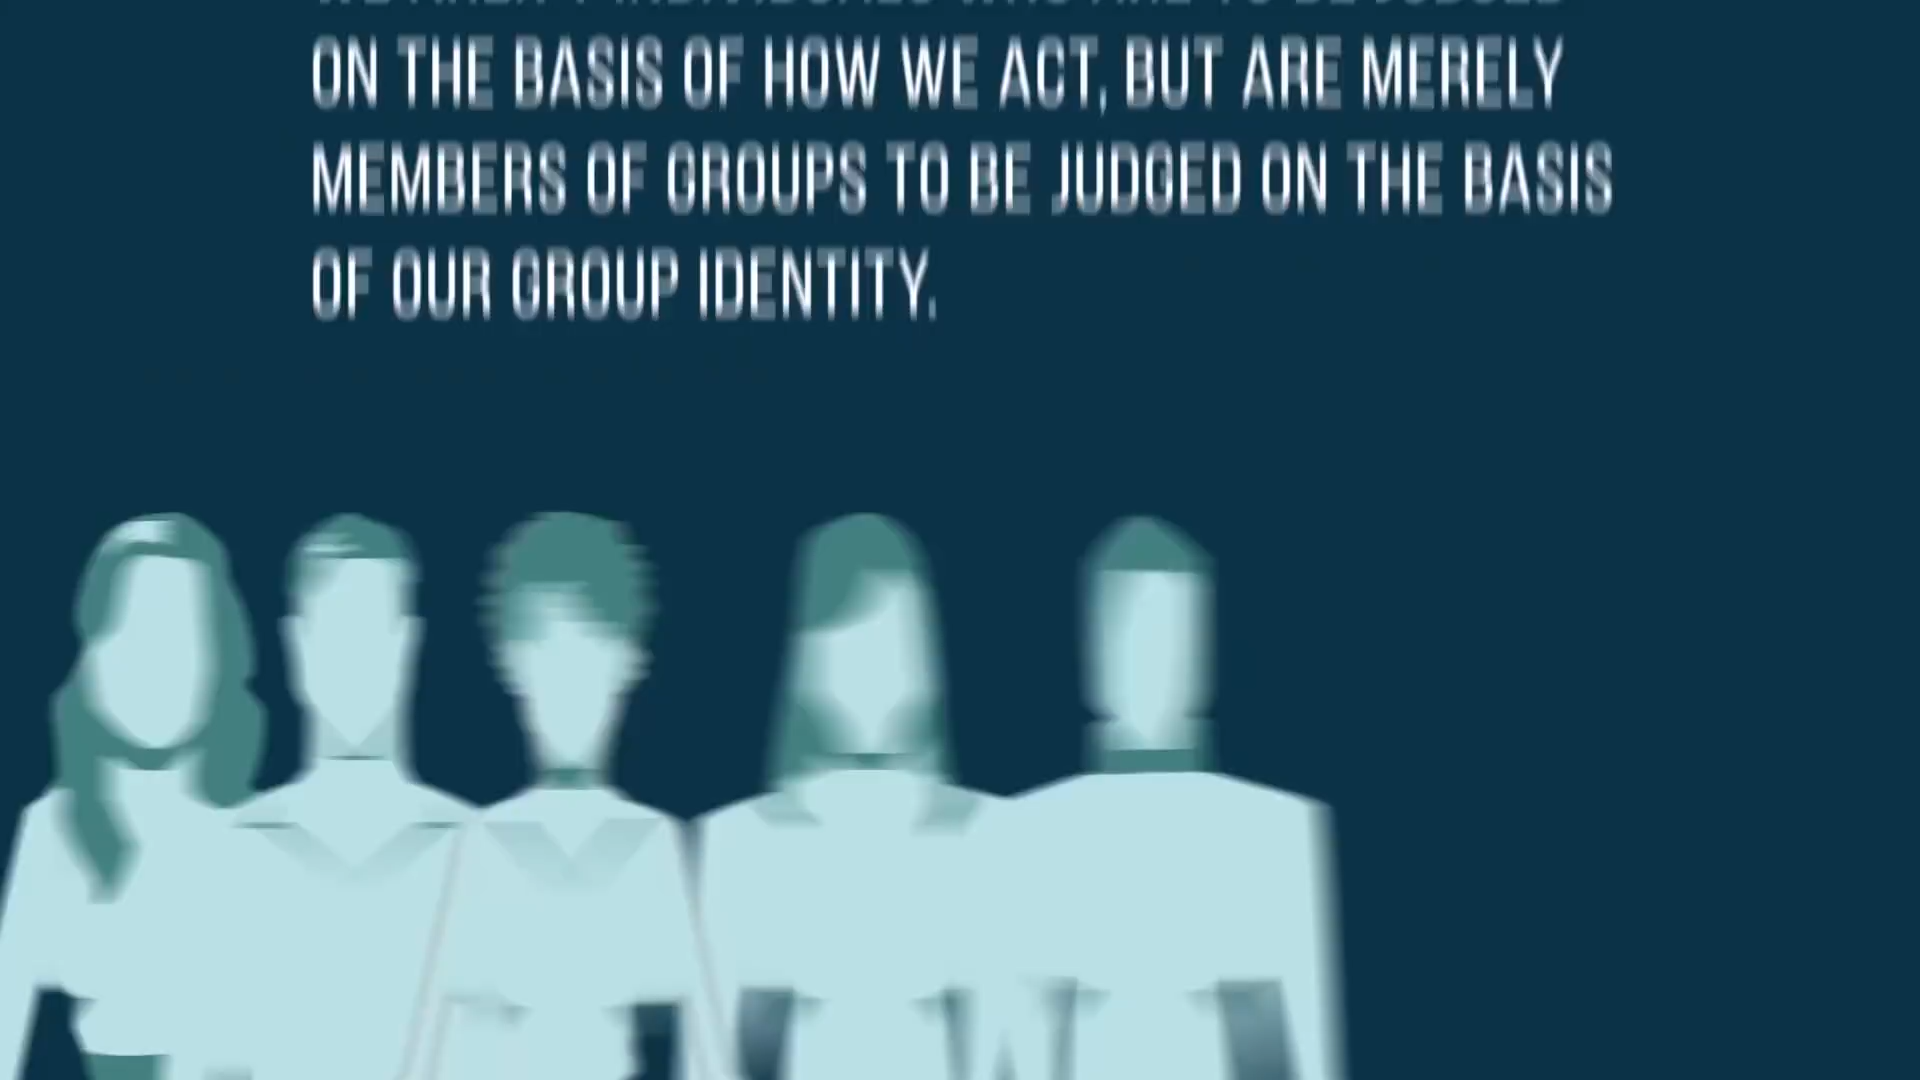 ON THE BASIS OF HOW WE ACT, BUT ARE MERELY
MEMBERS OF GROUPS TO BE JUDGED ON THE BASIS
OF OUR GROUP IDENTITY.